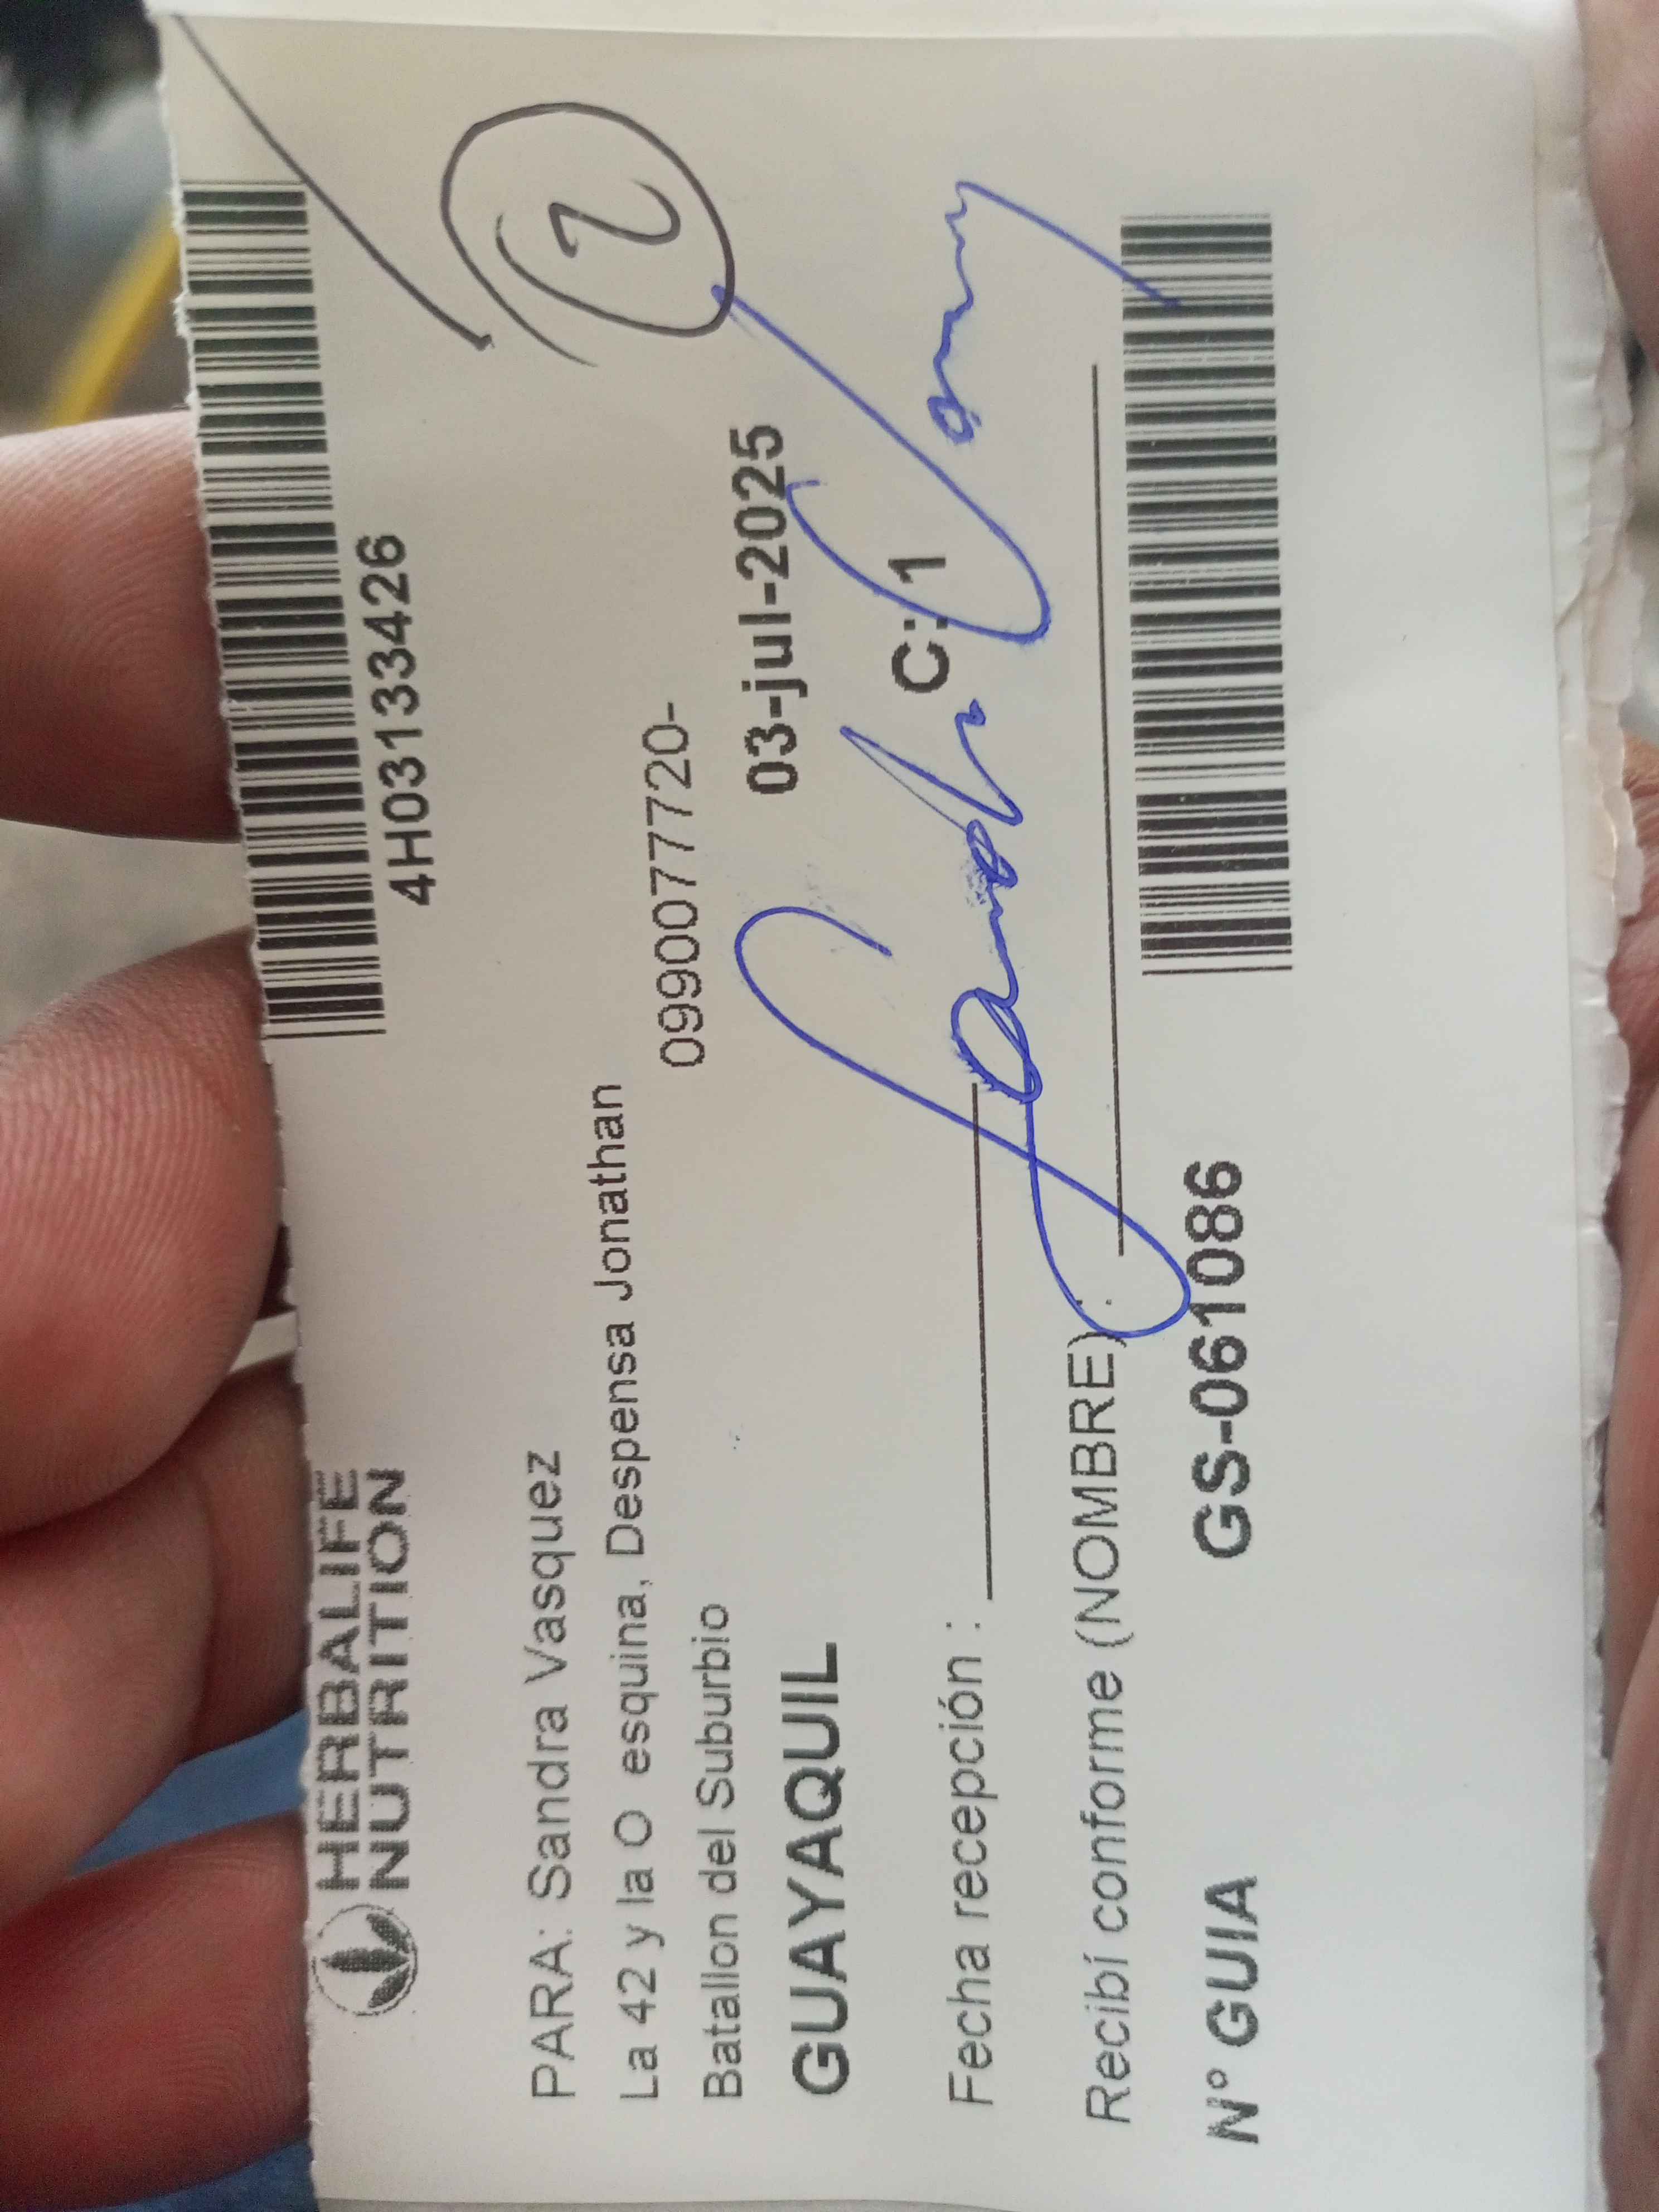 HERBALIFE
NUTRITION
4H03133426
2
PARA: Sandra Vasquez
La 42 y la O esquina, Despensa Jonathan
0990077720-
Batallon del Suburbio
03-jul-2025
GUAYAQUIL
C:1
Fecha recepción :
Recibí conforme (NOMBRE) :
N° GUIA GS-061086